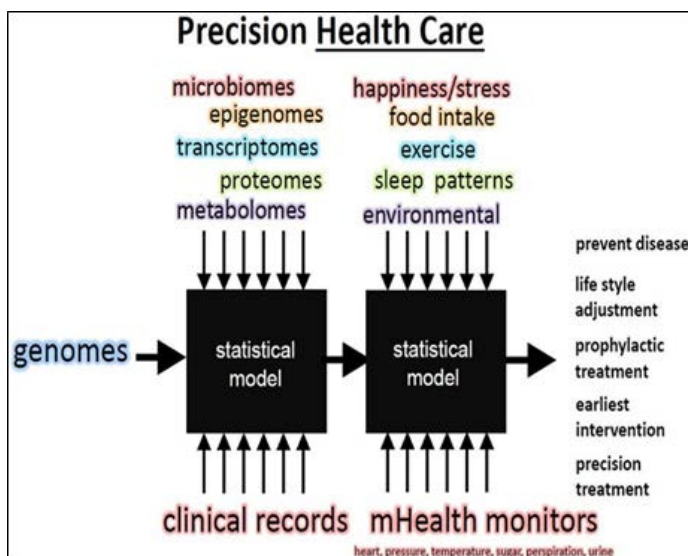 Precision Health Care
microbiomes
epigenomes
transcriptomes
proteomes
metabolomes
happiness/stress
food intake
exercise
sleep patterns
environmental
genomes
statistical
model
statistical
model
prevent disease
life style
adjustment
prophylactic
treatment
earliest
intervention
precision
treatment
clinical records
mHealth monitors
heart, pressure, temperature, sugar, perspiration, urine